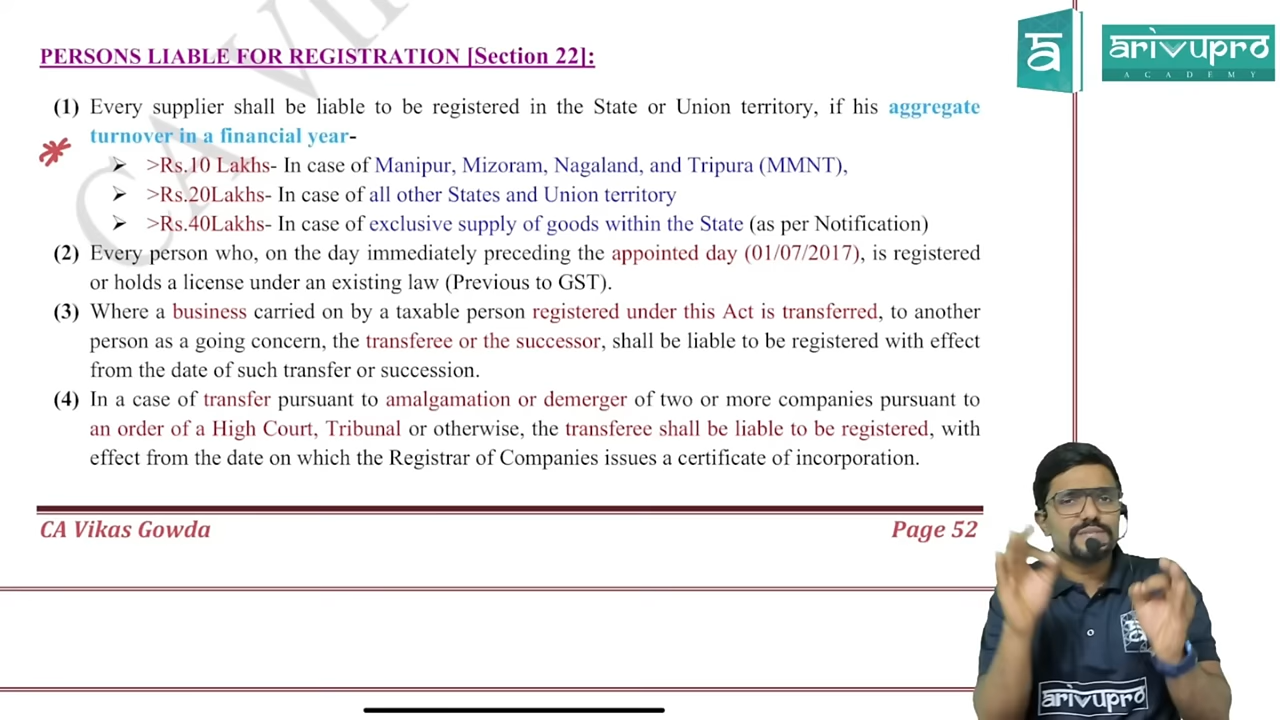 PERSONS LIABLE FOR REGISTRATION [Section 22]:
(1) Every supplier shall be liable to be registered in the State or Union territory, if his aggregate
turnover in a financial year-
➢ >Rs.10 Lakhs- In case of Manipur, Mizoram, Nagaland, and Tripura (MMNT),
➢ >Rs.20Lakhs- In case of all other States and Union territory
➢ >Rs.40Lakhs- In case of exclusive supply of goods within the State (as per Notification)
(2) Every person who, on the day immediately preceding the appointed day (01/07/2017), is registered
or holds a license under an existing law (Previous to GST).
(3) Where a business carried on by a taxable person registered under this Act is transferred, to another
person as a going concern, the transferee or the successor, shall be liable to be registered with effect
from the date of such transfer or succession.
(4) In a case of transfer pursuant to amalgamation or demerger of two or more companies pursuant to
an order of a High Court, Tribunal or otherwise, the transferee shall be liable to be registered, with
effect from the date on which the Registrar of Companies issues a certificate of incorporation.
CA Vikas Gowda
Page 52
arivupro
ACADEMY
arivupro